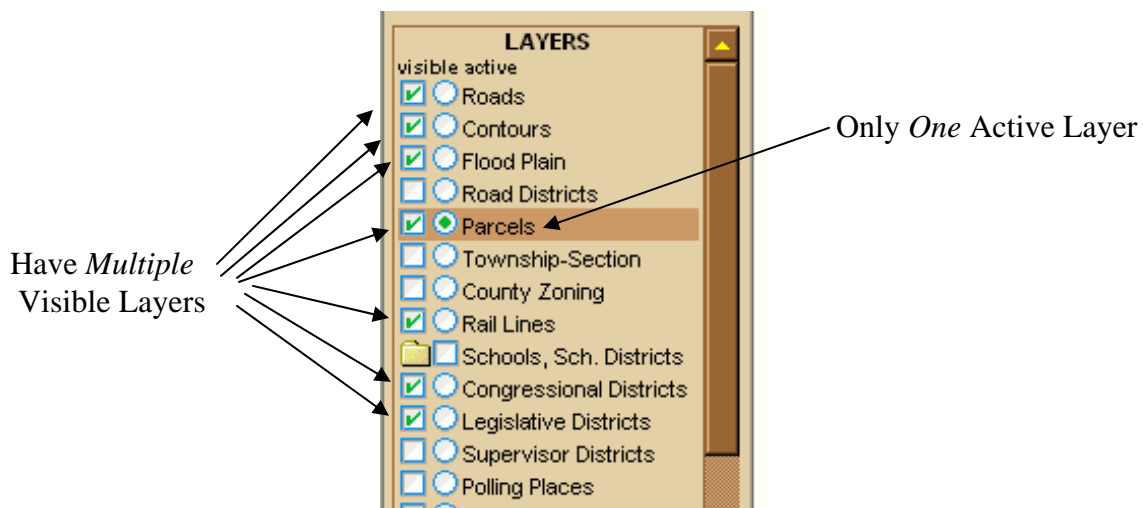 LAYERS
visible active
Roads
Contours
Flood Plain
Road Districts
Parcels
Township-Section
County Zoning
Rail Lines
Schools, Sch. Districts
Congressional Districts
Legislative Districts
Supervisor Districts
Polling Places
Only One Active Layer
Have Multiple
Visible Layers